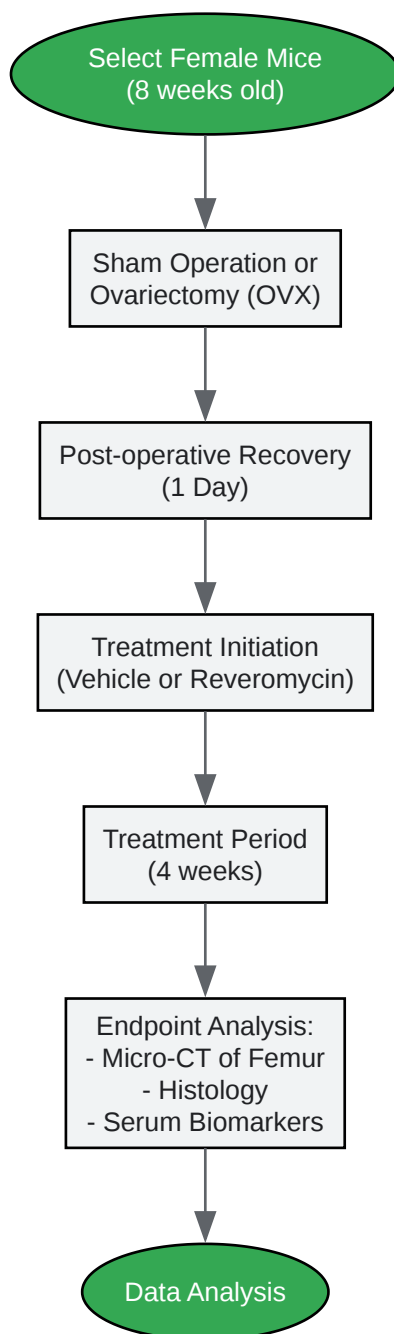 Select Female Mice
(8 weeks old)
Sham Operation or
Ovariectomy (OVX)
Post-operative Recovery
(1 Day)
Treatment Initiation
(Vehicle or Reveromycin)
Treatment Period
(4 weeks)
Endpoint Analysis:
- Micro-CT of Femur
- Histology
- Serum Biomarkers
Data Analysis